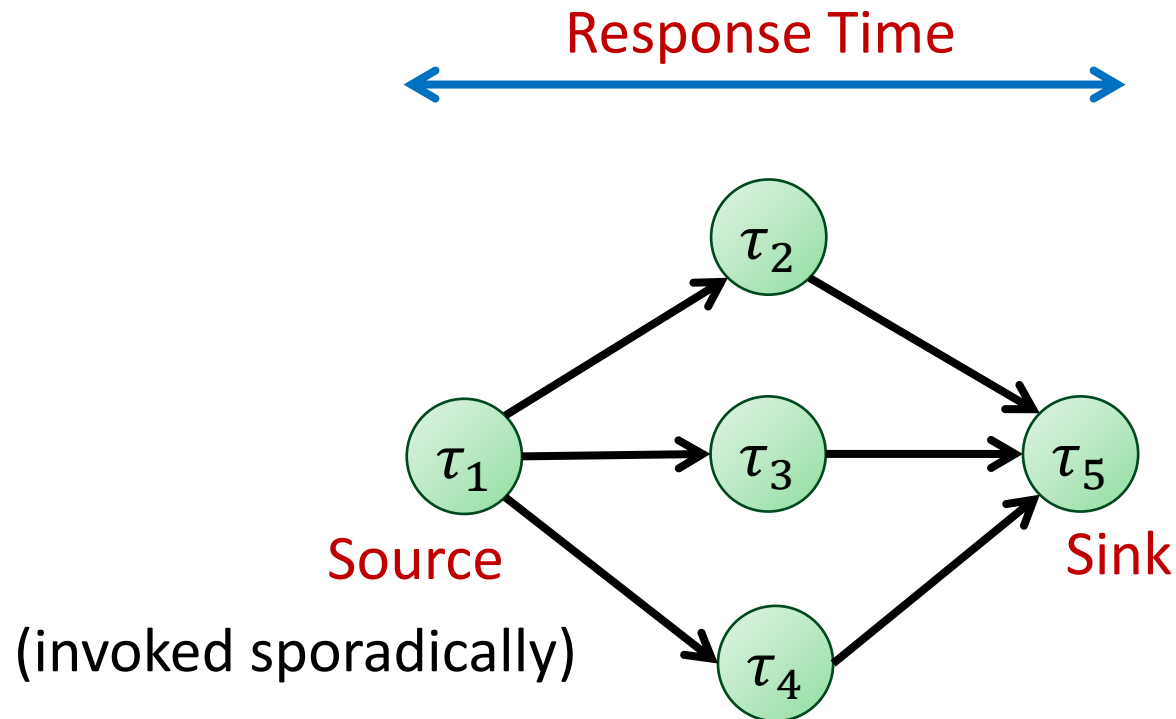 Response Time
τ₂
τ₁
τ₃
τ₅
Source
Sink
(invoked sporadically)
τ₄